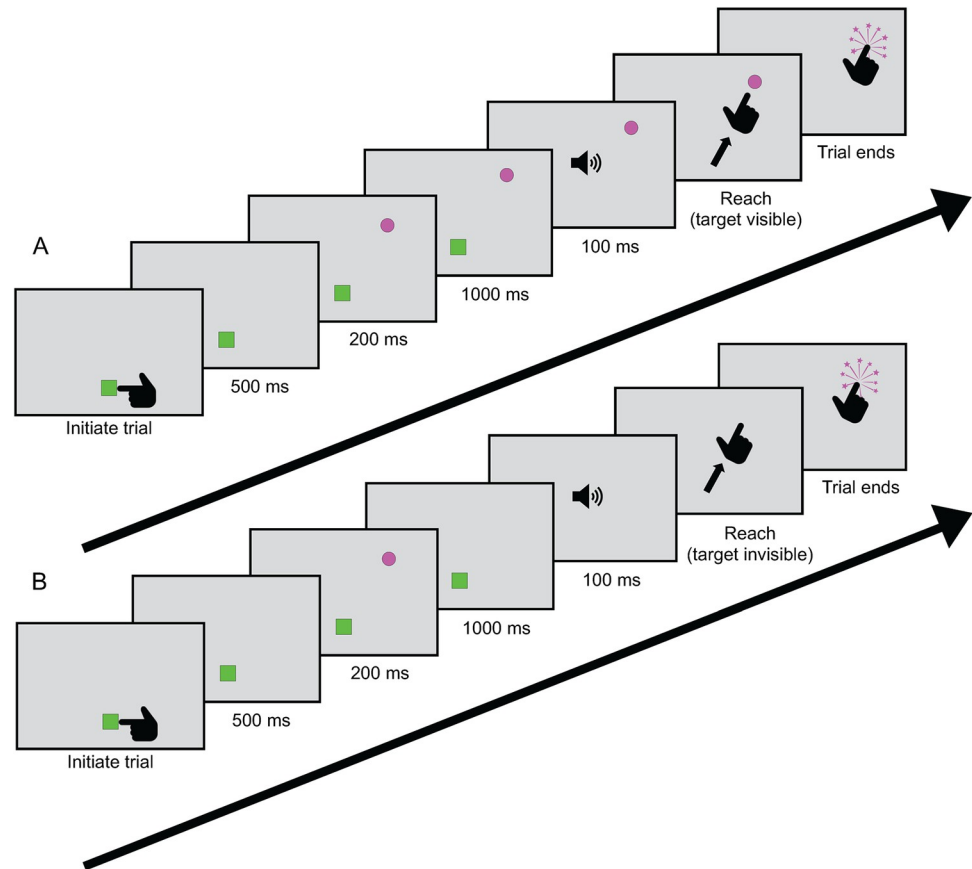 A
Initiate trial
500 ms
200 ms
1000 ms
100 ms
Reach
(target visible)
Trial ends
B
Initiate trial
500 ms
200 ms
1000 ms
100 ms
Reach
(target invisible)
Trial ends